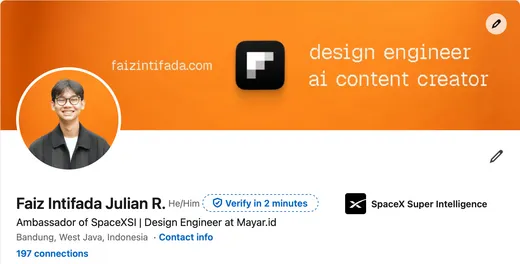 faizintifada.com
design engineer
ai content creator
Faiz Intifada Julian R. He/Him Verify in 2 minutes
SpaceX Super Intelligence
Ambassador of SpaceXSI | Design Engineer at Mayar.id
Bandung, West Java, Indonesia · Contact info
197 connections